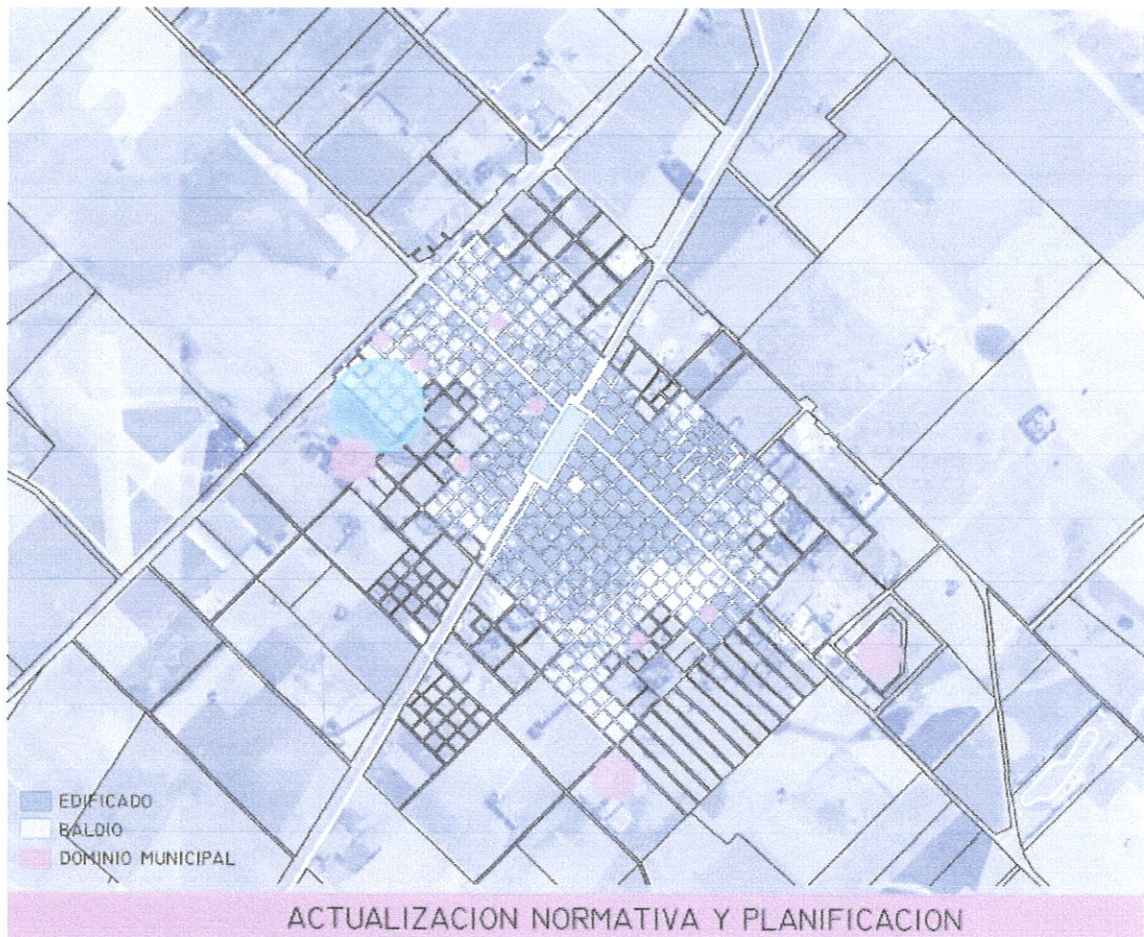 EDIFICADO
BALDIO
DOMINIO MUNICIPAL
ACTUALIZACION NORMATIVA Y PLANIFICACION